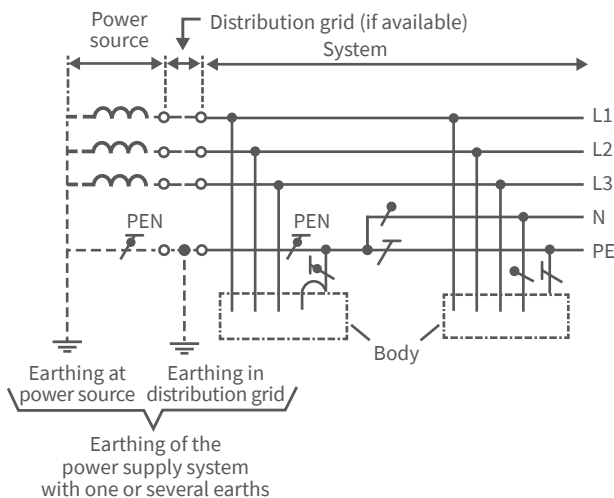 Power
source
Distribution grid (if available)
System
L1
L2
L3
N
PEN
PEN
PE
Body
Earthing at
power source
Earthing in
distribution grid
Earthing of the
power supply system
with one or several earths